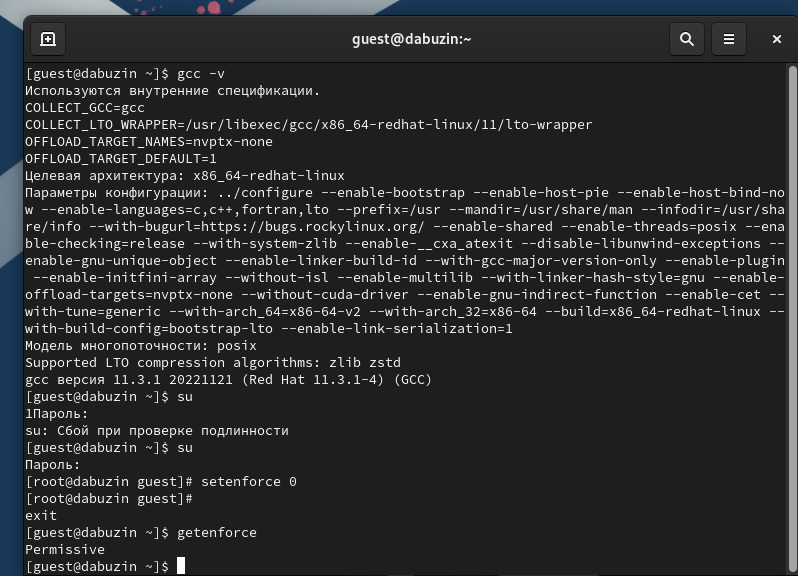 guest@dabuzin:~
[guest@dabuzin ~]$ gcc -v
Используются внутренние спецификации.
COLLECT_GCC=gcc
COLLECT_LTO_WRAPPER=/usr/libexec/gcc/x86_64-redhat-linux/11/lto-wrapper
OFFLOAD_TARGET_NAMES=nvptx-none
OFFLOAD_TARGET_DEFAULT=1
Целевая архитектура: x86_64-redhat-linux
Параметры конфигурации: ../configure --enable-bootstrap --enable-host-pie --enable-host-bind-no
w --enable-languages=c,c++,fortran,lto --prefix=/usr --mandir=/usr/share/man --infodir=/usr/sha
re/info --with-bugurl=https://bugs.rockylinux.org/ --enable-shared --enable-threads=posix --ena
ble-checking=release --with-system-zlib --enable-__cxa_atexit --disable-libunwind-exceptions --
enable-gnu-unique-object --enable-linker-build-id --with-gcc-major-version-only --enable-plugin
 --enable-initfini-array --without-isl --enable-multilib --with-linker-hash-style=gnu --enable-
offload-targets=nvptx-none --without-cuda-driver --enable-gnu-indirect-function --enable-cet --
with-tune=generic --with-arch_64=x86-64-v2 --with-arch_32=x86-64 --build=x86_64-redhat-linux --
with-build-config=bootstrap-lto --enable-link-serialization=1
Модель многопоточности: posix
Supported LTO compression algorithms: zlib zstd
gcc версия 11.3.1 20221121 (Red Hat 11.3.1-4) (GCC)
[guest@dabuzin ~]$ su
1Пароль:
su: Сбой при проверке подлинности
[guest@dabuzin ~]$ su
Пароль:
[root@dabuzin guest]# setenforce 0
[root@dabuzin guest]#
exit
[guest@dabuzin ~]$ getenforce
Permissive
[guest@dabuzin ~]$